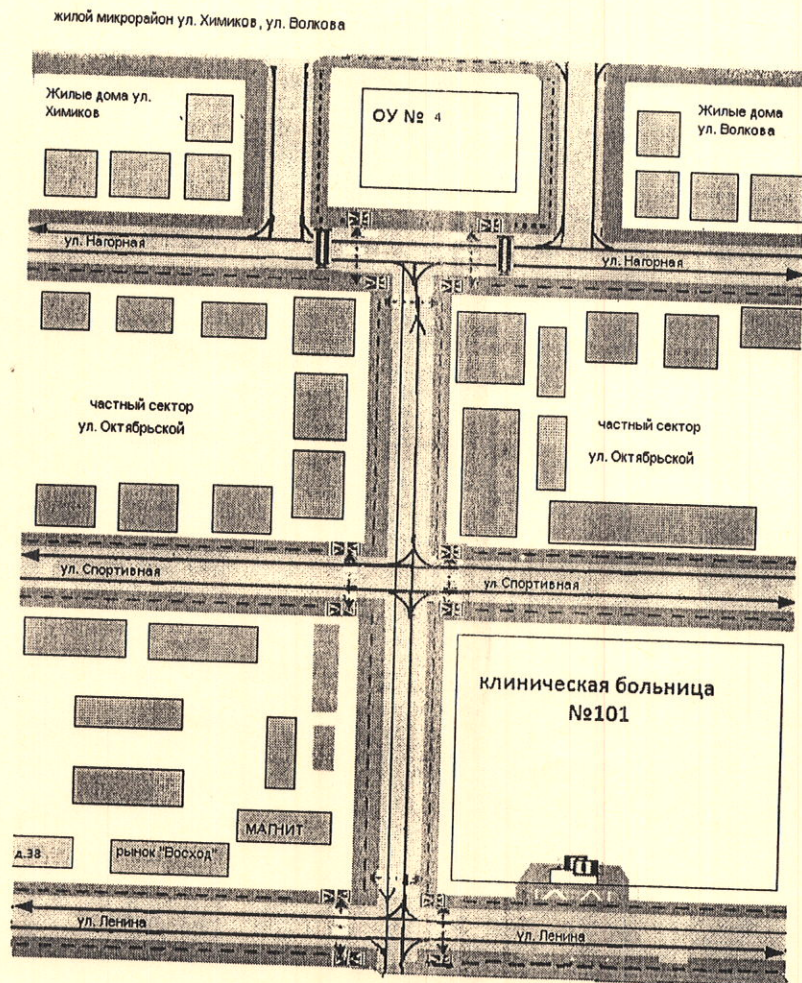 жилой микрорайон ул. Химиков, ул. Волкова
Жилые дома ул.
Химиков
ОУ № 4
Жилые дома
ул. Волкова
ул. Нагорная
ул. Нагорная
частный сектор
ул. Октябрьской
частный сектор
ул. Октябрьской
ул. Спортивная
ул. Спортивная
клиническая больница
№101
МАГНИТ
д.38
рынок "Восход"
ул. Ленина
ул. Ленина